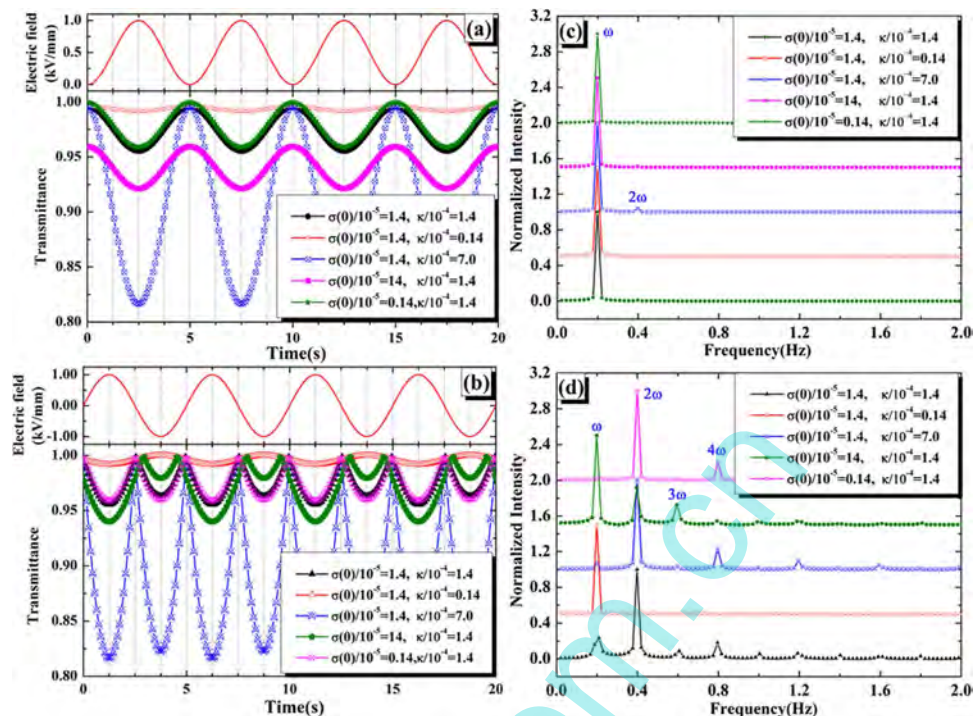 (a)
Electric field
(kV/mm)
1.0
0.5
0.0
1.00
0.95
0.90
0.85
0.80
Transmittance
σ(0)/10⁻⁵=1.4, κ/10⁻⁴=1.4
σ(0)/10⁻⁵=1.4, κ/10⁻⁴=0.14
σ(0)/10⁻⁵=1.4, κ/10⁻⁴=7.0
σ(0)/10⁻⁵=14, κ/10⁻⁴=1.4
σ(0)/10⁻⁵=0.14,κ/10⁻⁴=1.4
0 5 10 15 20
Time(s)
(c)
Normalized Intensity
3.2
2.4
1.6
0.8
0.0
ω
2ω
σ(0)/10⁻⁵=1.4, κ/10⁻⁴=1.4
σ(0)/10⁻⁵=1.4, κ/10⁻⁴=0.14
σ(0)/10⁻⁵=1.4, κ/10⁻⁴=7.0
σ(0)/10⁻⁵=14, κ/10⁻⁴=1.4
σ(0)/10⁻⁵=0.14, κ/10⁻⁴=1.4
0.0 0.4 0.8 1.2 1.6 2.0
Frequency(Hz)
(b)
Electric field
(kV/mm)
1.00
0.00
-1.00
1.00
0.95
0.90
0.85
0.80
Transmittance
σ(0)/10⁻⁵=1.4, κ/10⁻⁴=1.4
σ(0)/10⁻⁵=1.4, κ/10⁻⁴=0.14
σ(0)/10⁻⁵=1.4, κ/10⁻⁴=7.0
σ(0)/10⁻⁵=14, κ/10⁻⁴=1.4
σ(0)/10⁻⁵=0.14,κ/10⁻⁴=1.4
0 5 10 15 20
Time(s)
(d)
Normalized Intensity
3.2
2.4
1.6
0.8
0.0
ω
2ω
3ω
4ω
σ(0)/10⁻⁵=1.4, κ/10⁻⁴=1.4
σ(0)/10⁻⁵=1.4, κ/10⁻⁴=0.14
σ(0)/10⁻⁵=1.4, κ/10⁻⁴=7.0
σ(0)/10⁻⁵=14, κ/10⁻⁴=1.4
σ(0)/10⁻⁵=0.14, κ/10⁻⁴=1.4
0.0 0.4 0.8 1.2 1.6 2.0
Frequency(Hz)
om.cn